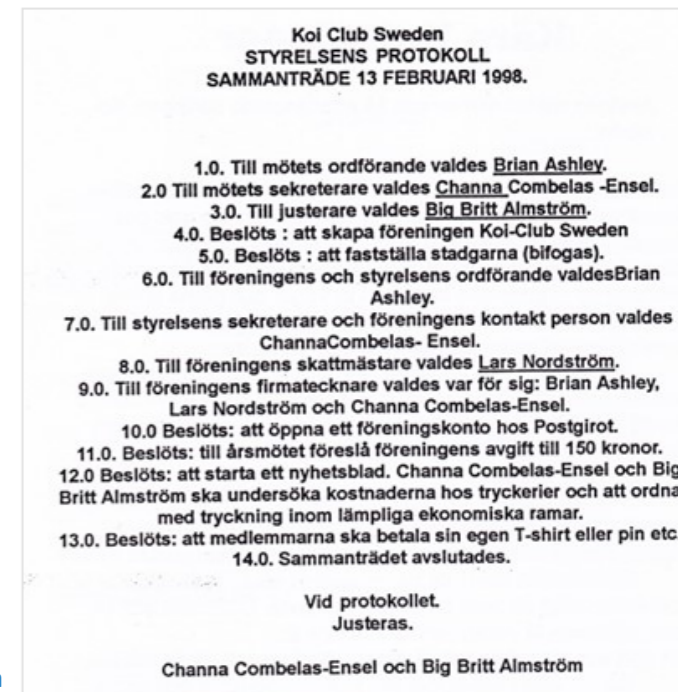 Koi Club Sweden
STYRELSENS PROTOKOLL
SAMMANTRÄDE 13 FEBRUARI 1998.
1.0. Till mötets ordförande valdes Brian Ashley.
2.0 Till mötets sekreterare valdes Channa Combelas -Ensel.
3.0. Till justerare valdes Big Britt Almström.
4.0. Beslöts : att skapa föreningen Koi-Club Sweden
5.0. Beslöts : att fastställa stadgarna (bifogas).
6.0. Till föreningens och styrelsens ordförande valdesBrian
Ashley.
7.0. Till styrelsens sekreterare och föreningens kontakt person valdes
ChannaCombelas- Ensel.
8.0. Till föreningens skattmästare valdes Lars Nordström.
9.0. Till föreningens firmatecknare valdes var för sig: Brian Ashley,
Lars Nordström och Channa Combelas-Ensel.
10.0 Beslöts: att öppna ett föreningskonto hos Postgirot.
11.0. Beslöts: till årsmötet föreslå föreningens avgift till 150 kronor.
12.0 Beslöts: att starta ett nyhetsblad. Channa Combelas-Ensel och Big
Britt Almström ska undersöka kostnaderna hos tryckerier och att ordna
med tryckning inom lämpliga ekonomiska ramar.
13.0. Beslöts: att medlemmarna ska betala sin egen T-shirt eller pin etc.
14.0. Sammanträdet avslutades.
Vid protokollet.
Justeras.
Channa Combelas-Ensel och Big Britt Almström